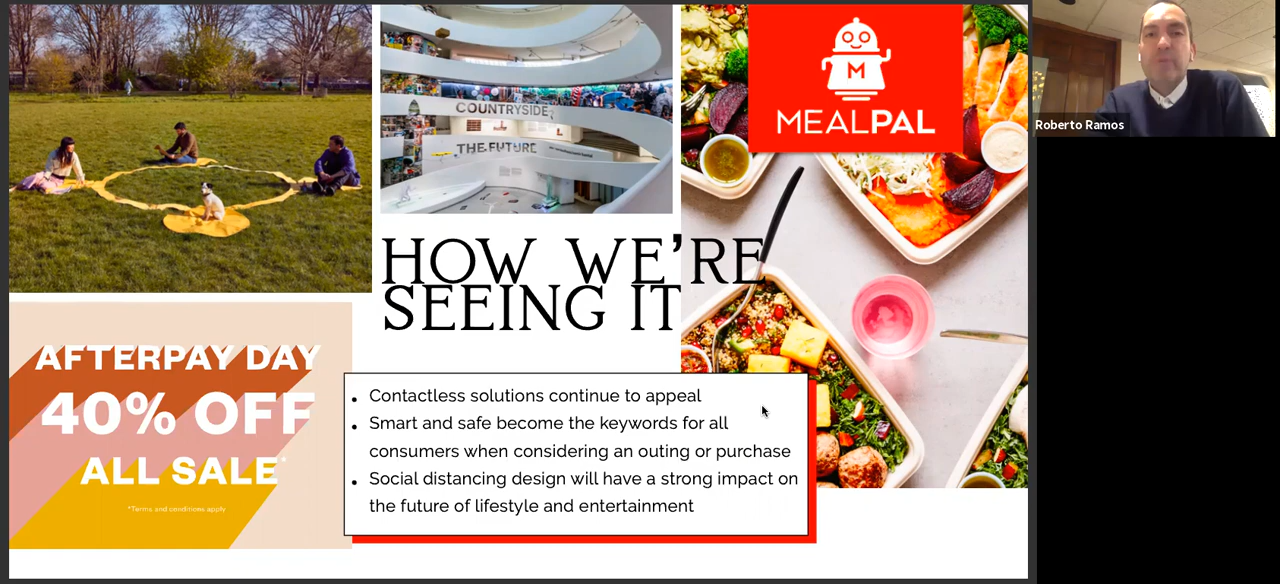 COUNTRYSIDE,
THE FUTURE
M
MEALPAL
Roberto Ramos
HOW WE'RE
SEEING IT
AFTERPAY DAY
40% OFF
ALL SALE*
*Terms and conditions apply
• Contactless solutions continue to appeal
• Smart and safe become the keywords for all
consumers when considering an outing or purchase
• Social distancing design will have a strong impact on
the future of lifestyle and entertainment